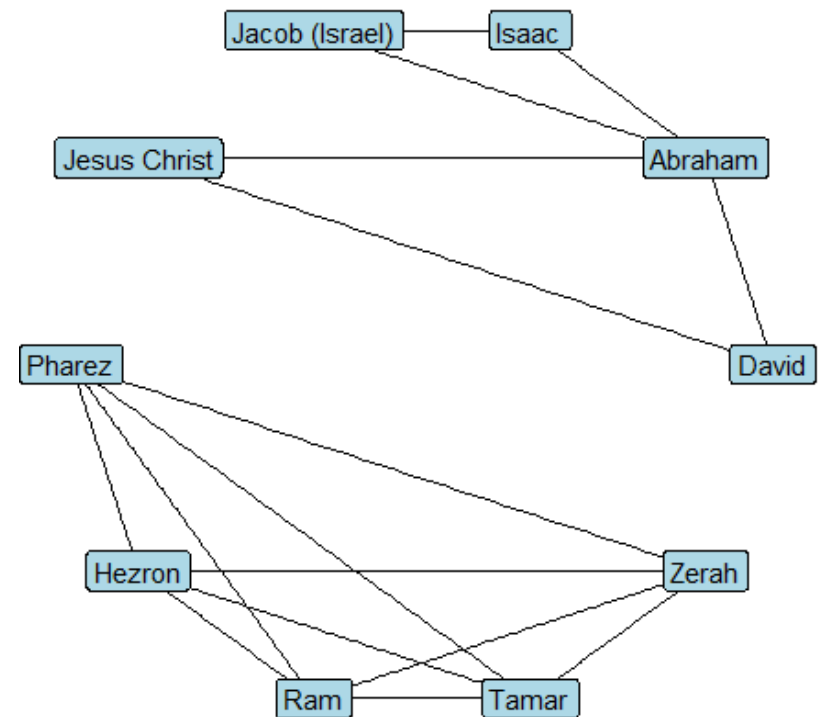 Jacob (Israel)
Isaac
Jesus Christ
Abraham
Pharez
David
Hezron
Zerah
Ram
Tamar